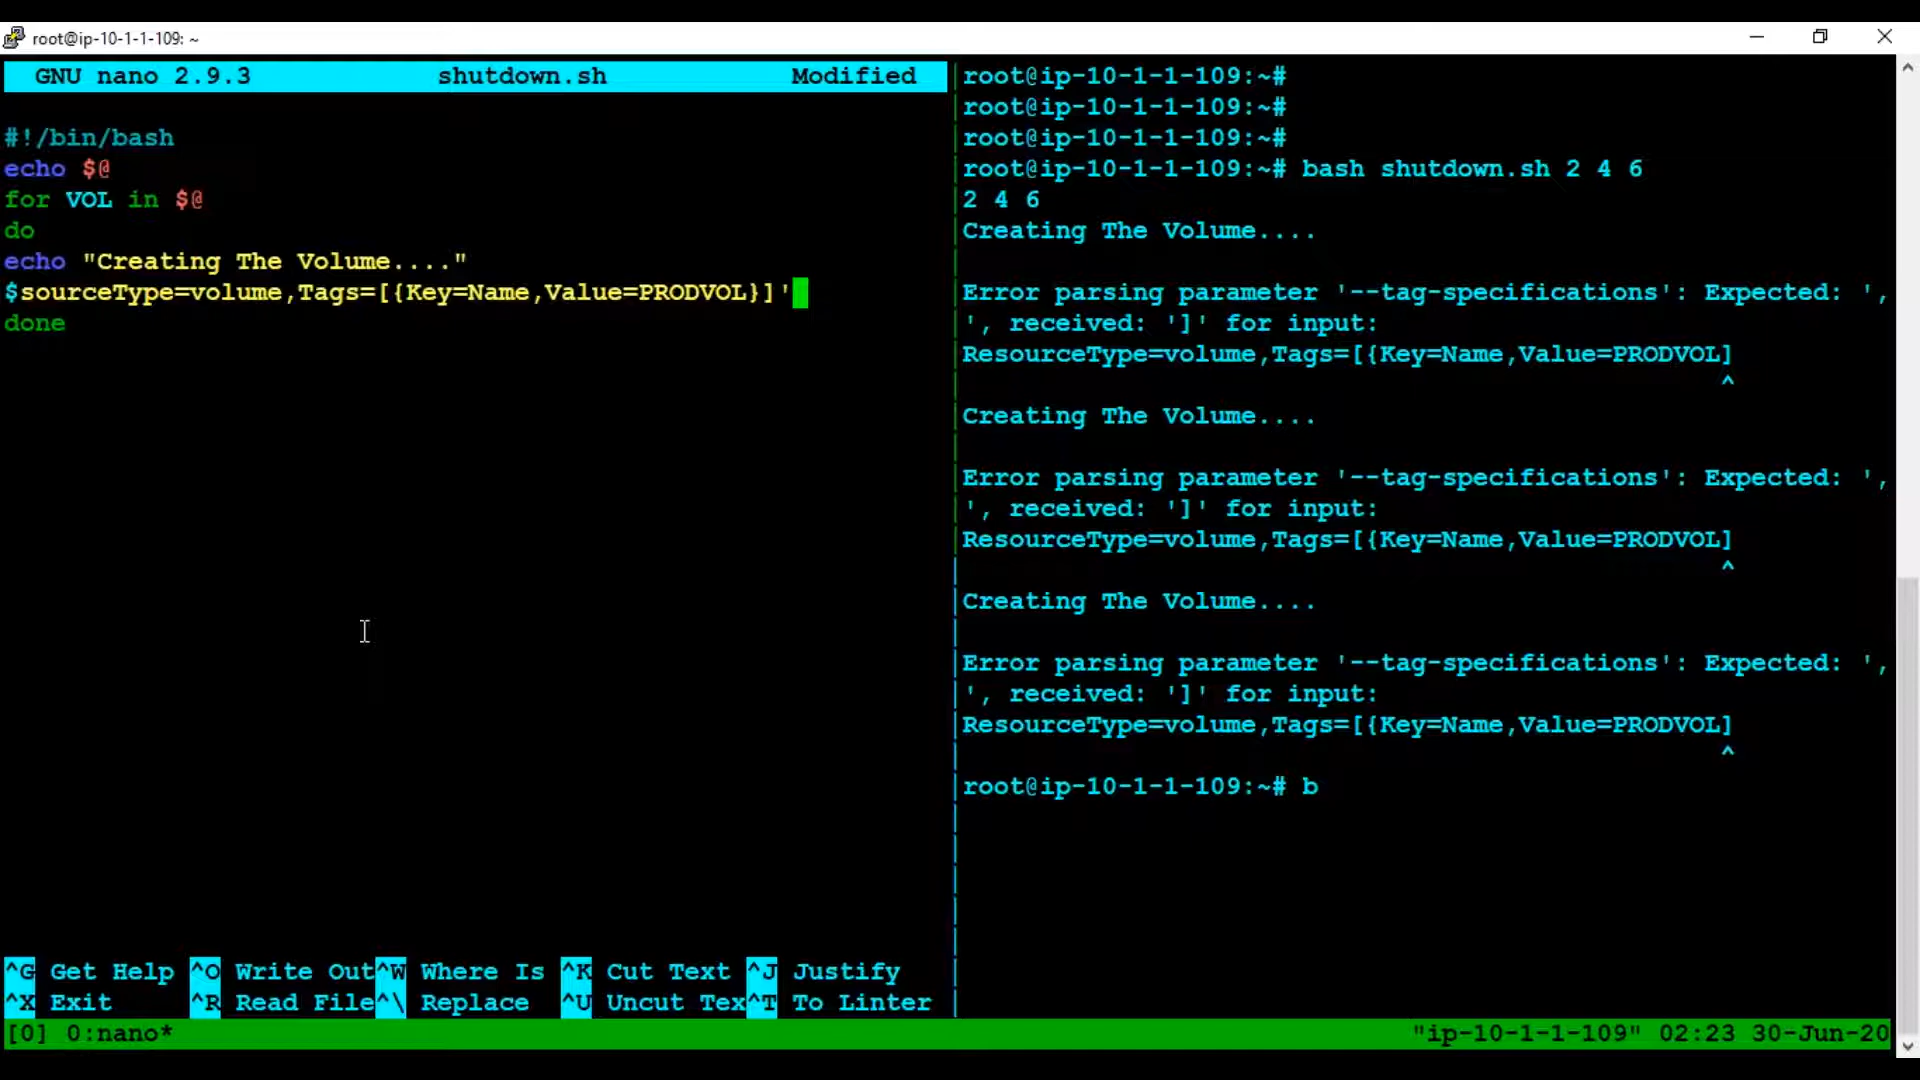 root@ip-10-1-1-109: ~
GNU nano 2.9.3 shutdown.sh Modified
#!/bin/bash
echo $@
for VOL in $@
do
echo "Creating The Volume...."
$sourceType=volume,Tags=[{Key=Name,Value=PRODVOL}]'
done
^G Get Help ^O Write Out^W Where Is ^K Cut Text ^J Justify
^X Exit ^R Read File^\ Replace ^U Uncut Tex^T To Linter
root@ip-10-1-1-109:~#
root@ip-10-1-1-109:~#
root@ip-10-1-1-109:~#
root@ip-10-1-1-109:~# bash shutdown.sh 2 4 6
2 4 6
Creating The Volume....
Error parsing parameter '--tag-specifications': Expected: ',
', received: ']' for input:
ResourceType=volume,Tags=[{Key=Name,Value=PRODVOL]
^
Creating The Volume....
Error parsing parameter '--tag-specifications': Expected: ',
', received: ']' for input:
ResourceType=volume,Tags=[{Key=Name,Value=PRODVOL]
^
Creating The Volume....
Error parsing parameter '--tag-specifications': Expected: ',
', received: ']' for input:
ResourceType=volume,Tags=[{Key=Name,Value=PRODVOL]
^
root@ip-10-1-1-109:~# b
[0] 0:nano* "ip-10-1-1-109" 02:23 30-Jun-20